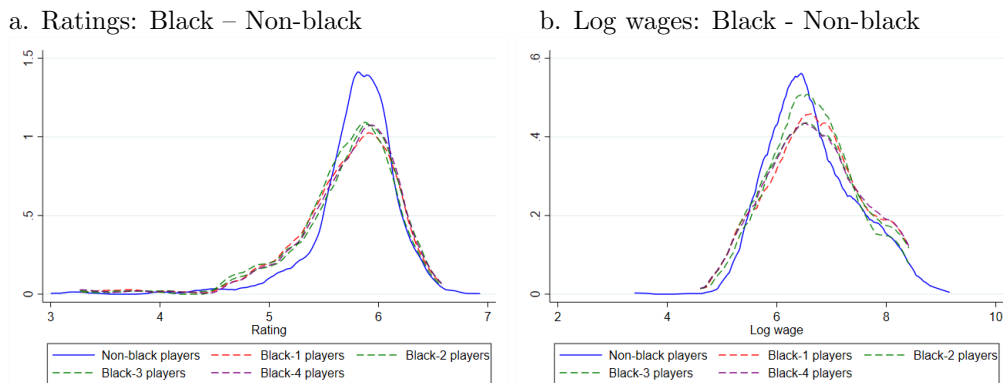 a. Ratings: Black – Non-black
1.5
1
.5
0
3 4 5 6 7
Rating
Non-black players Black-1 players Black-2 players
Black-3 players Black-4 players
b. Log wages: Black - Non-black
.6
.4
.2
0
2 4 6 8 10
Log wage
Non-black players Black-1 players Black-2 players
Black-3 players Black-4 players